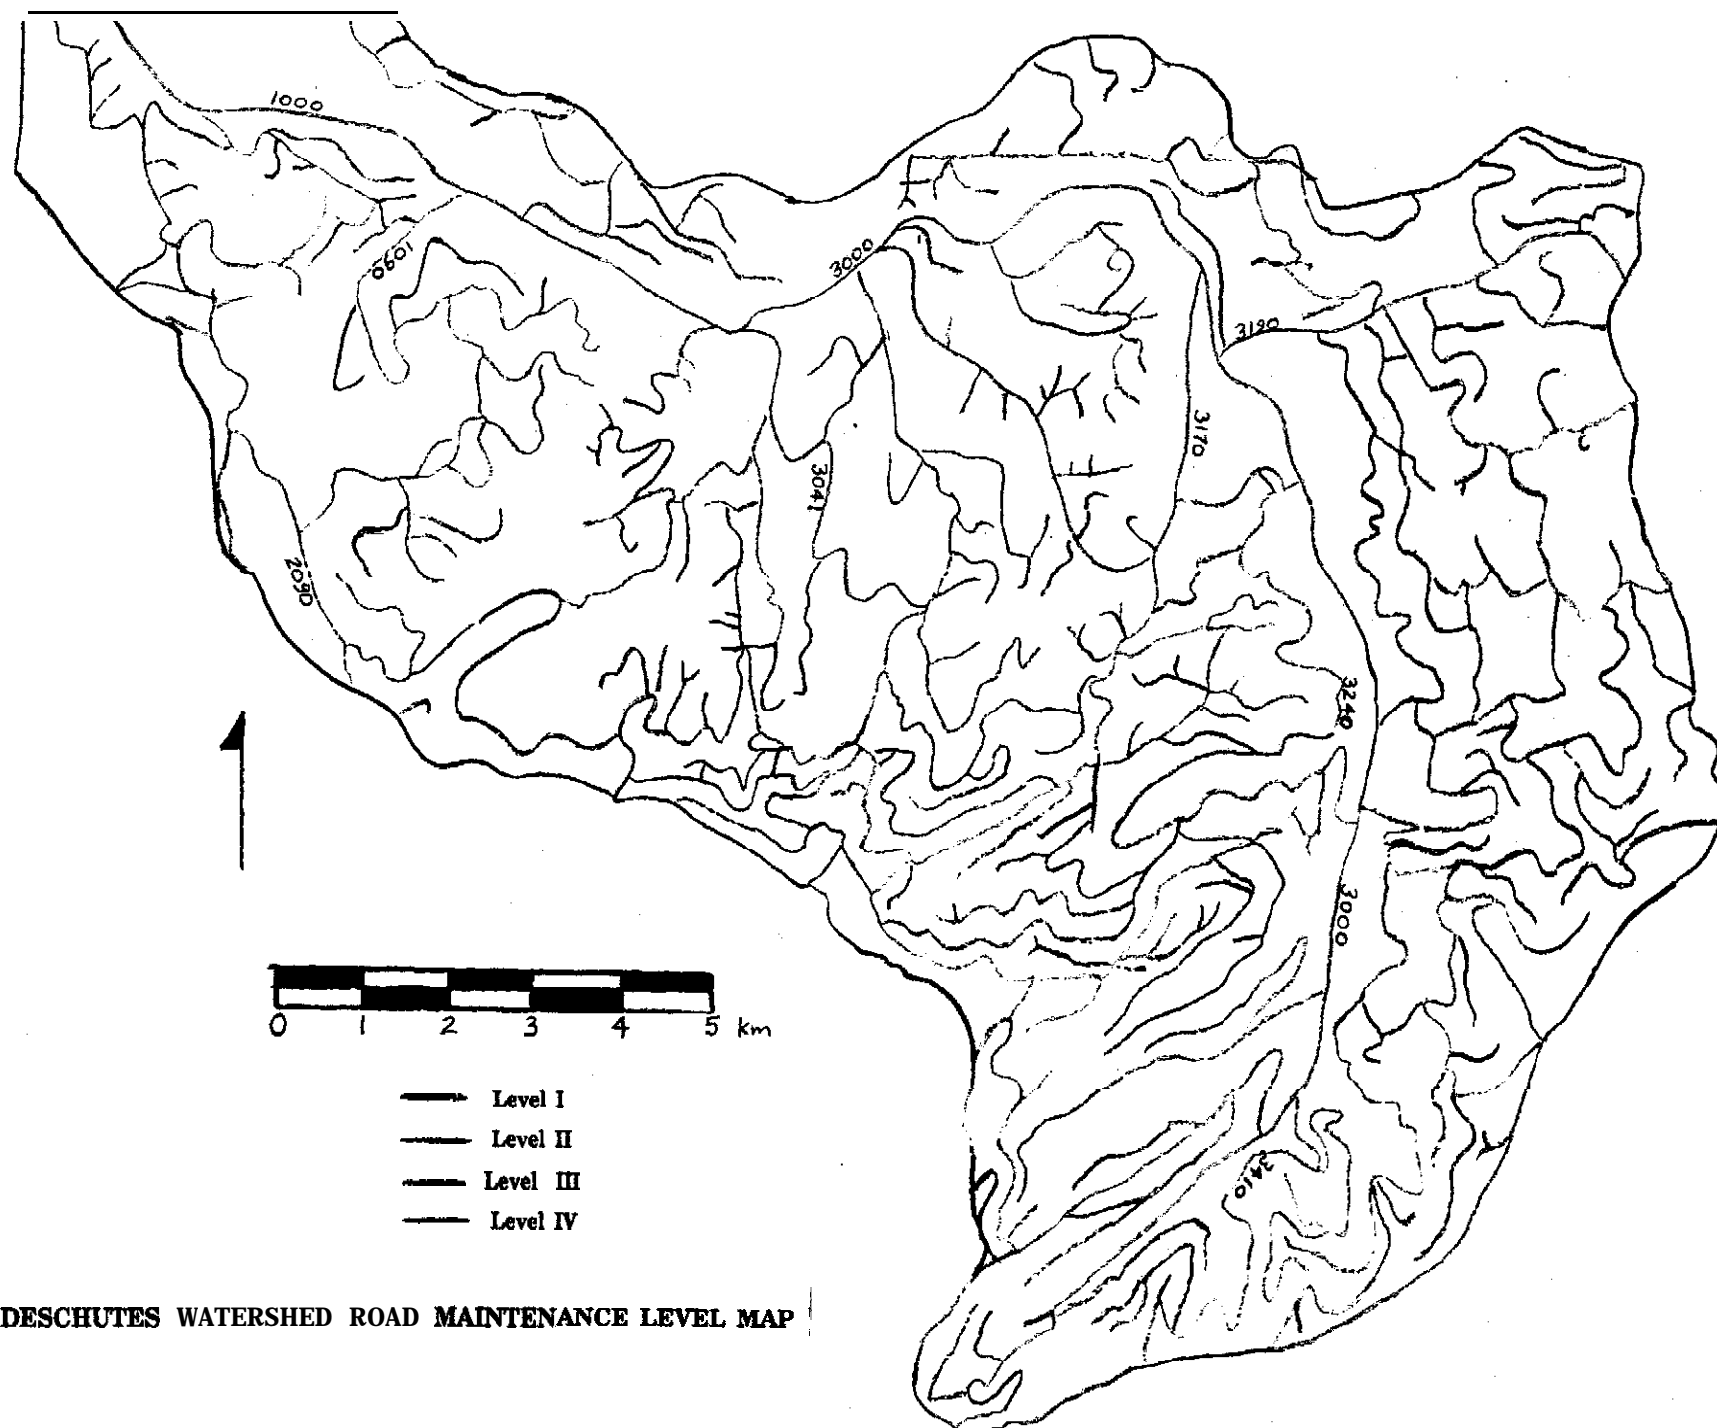 1000
1090
3000
3190
3170
3041
2090
3240
3000
0 1 2 3 4 5 km
Level I
Level II
Level III
Level IV
3410
DESCHUTES WATERSHED ROAD MAINTENANCE LEVEL MAP